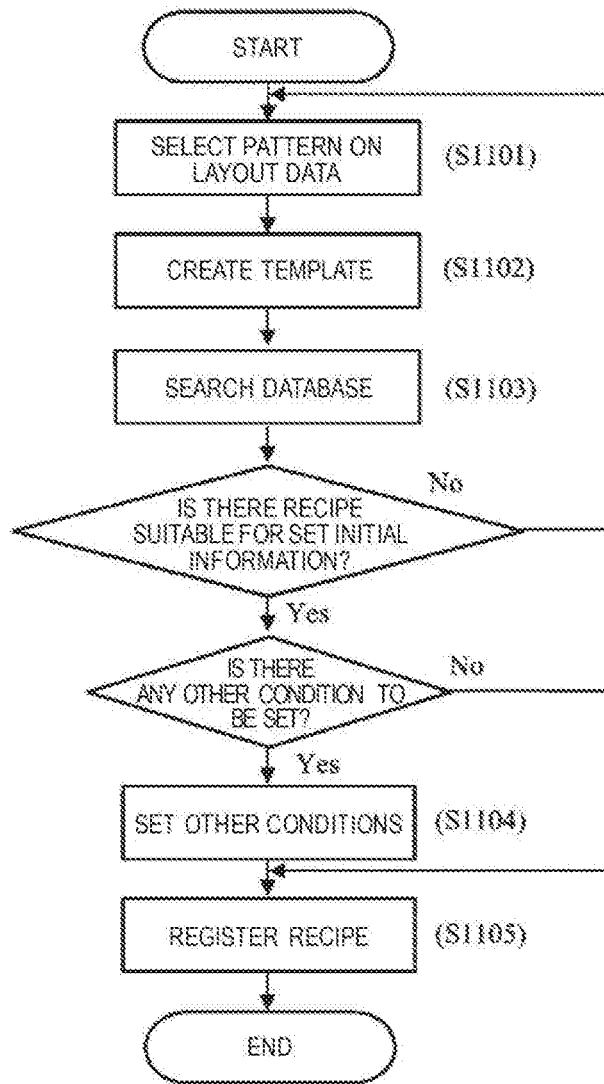 START
SELECT PATTERN ON
LAYOUT DATA
(S1101)
CREATE TEMPLATE
(S1102)
SEARCH DATABASE
(S1103)
No
IS THERE RECIPE
SUITABLE FOR SET INITIAL
INFORMATION?
Yes
IS THERE
ANY OTHER CONDITION TO
BE SET?
No
Yes
SET OTHER CONDITIONS
(S1104)
REGISTER RECIPE
(S1105)
END